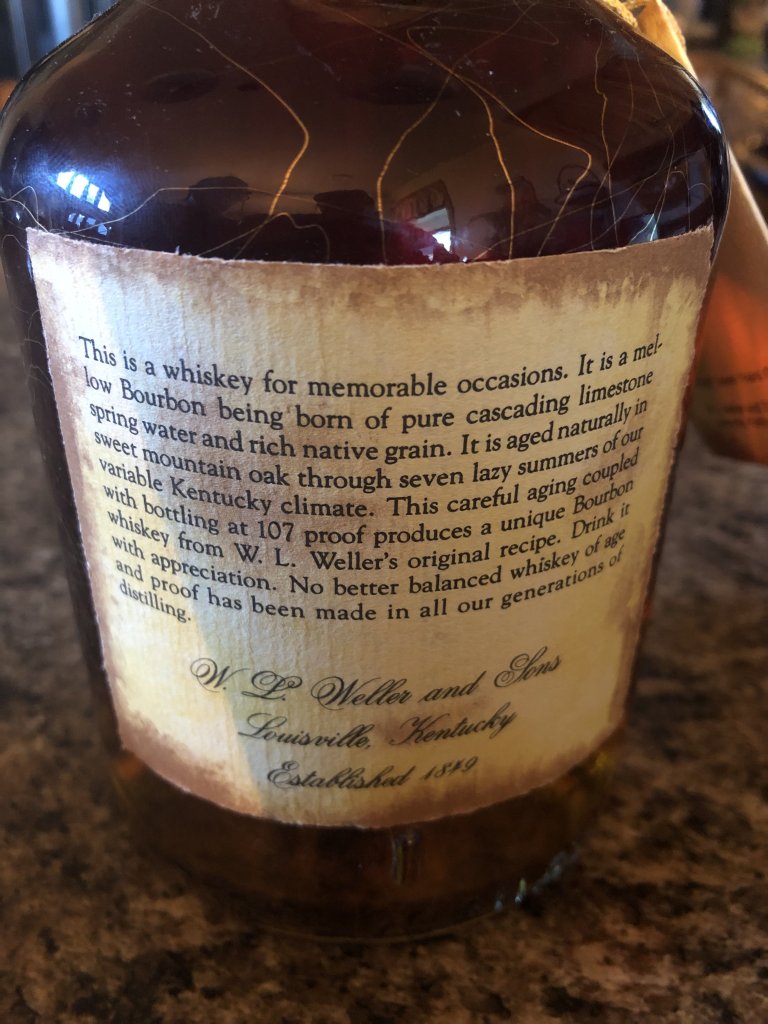 This is a whiskey for memorable occasions. It is a mel-
low Bourbon being born of pure cascading limestone
spring water and rich native grain. It is aged naturally in
sweet mountain oak through seven lazy summers of our
variable Kentucky climate. This careful aging coupled
with bottling at 107 proof produces a unique Bourbon
whiskey from W. L. Weller's original recipe. Drink it
with appreciation. No better balanced whiskey of age
and proof has been made in all our generations of
distilling.
W. L. Weller and Sons
Louisville, Kentucky
Established 1849